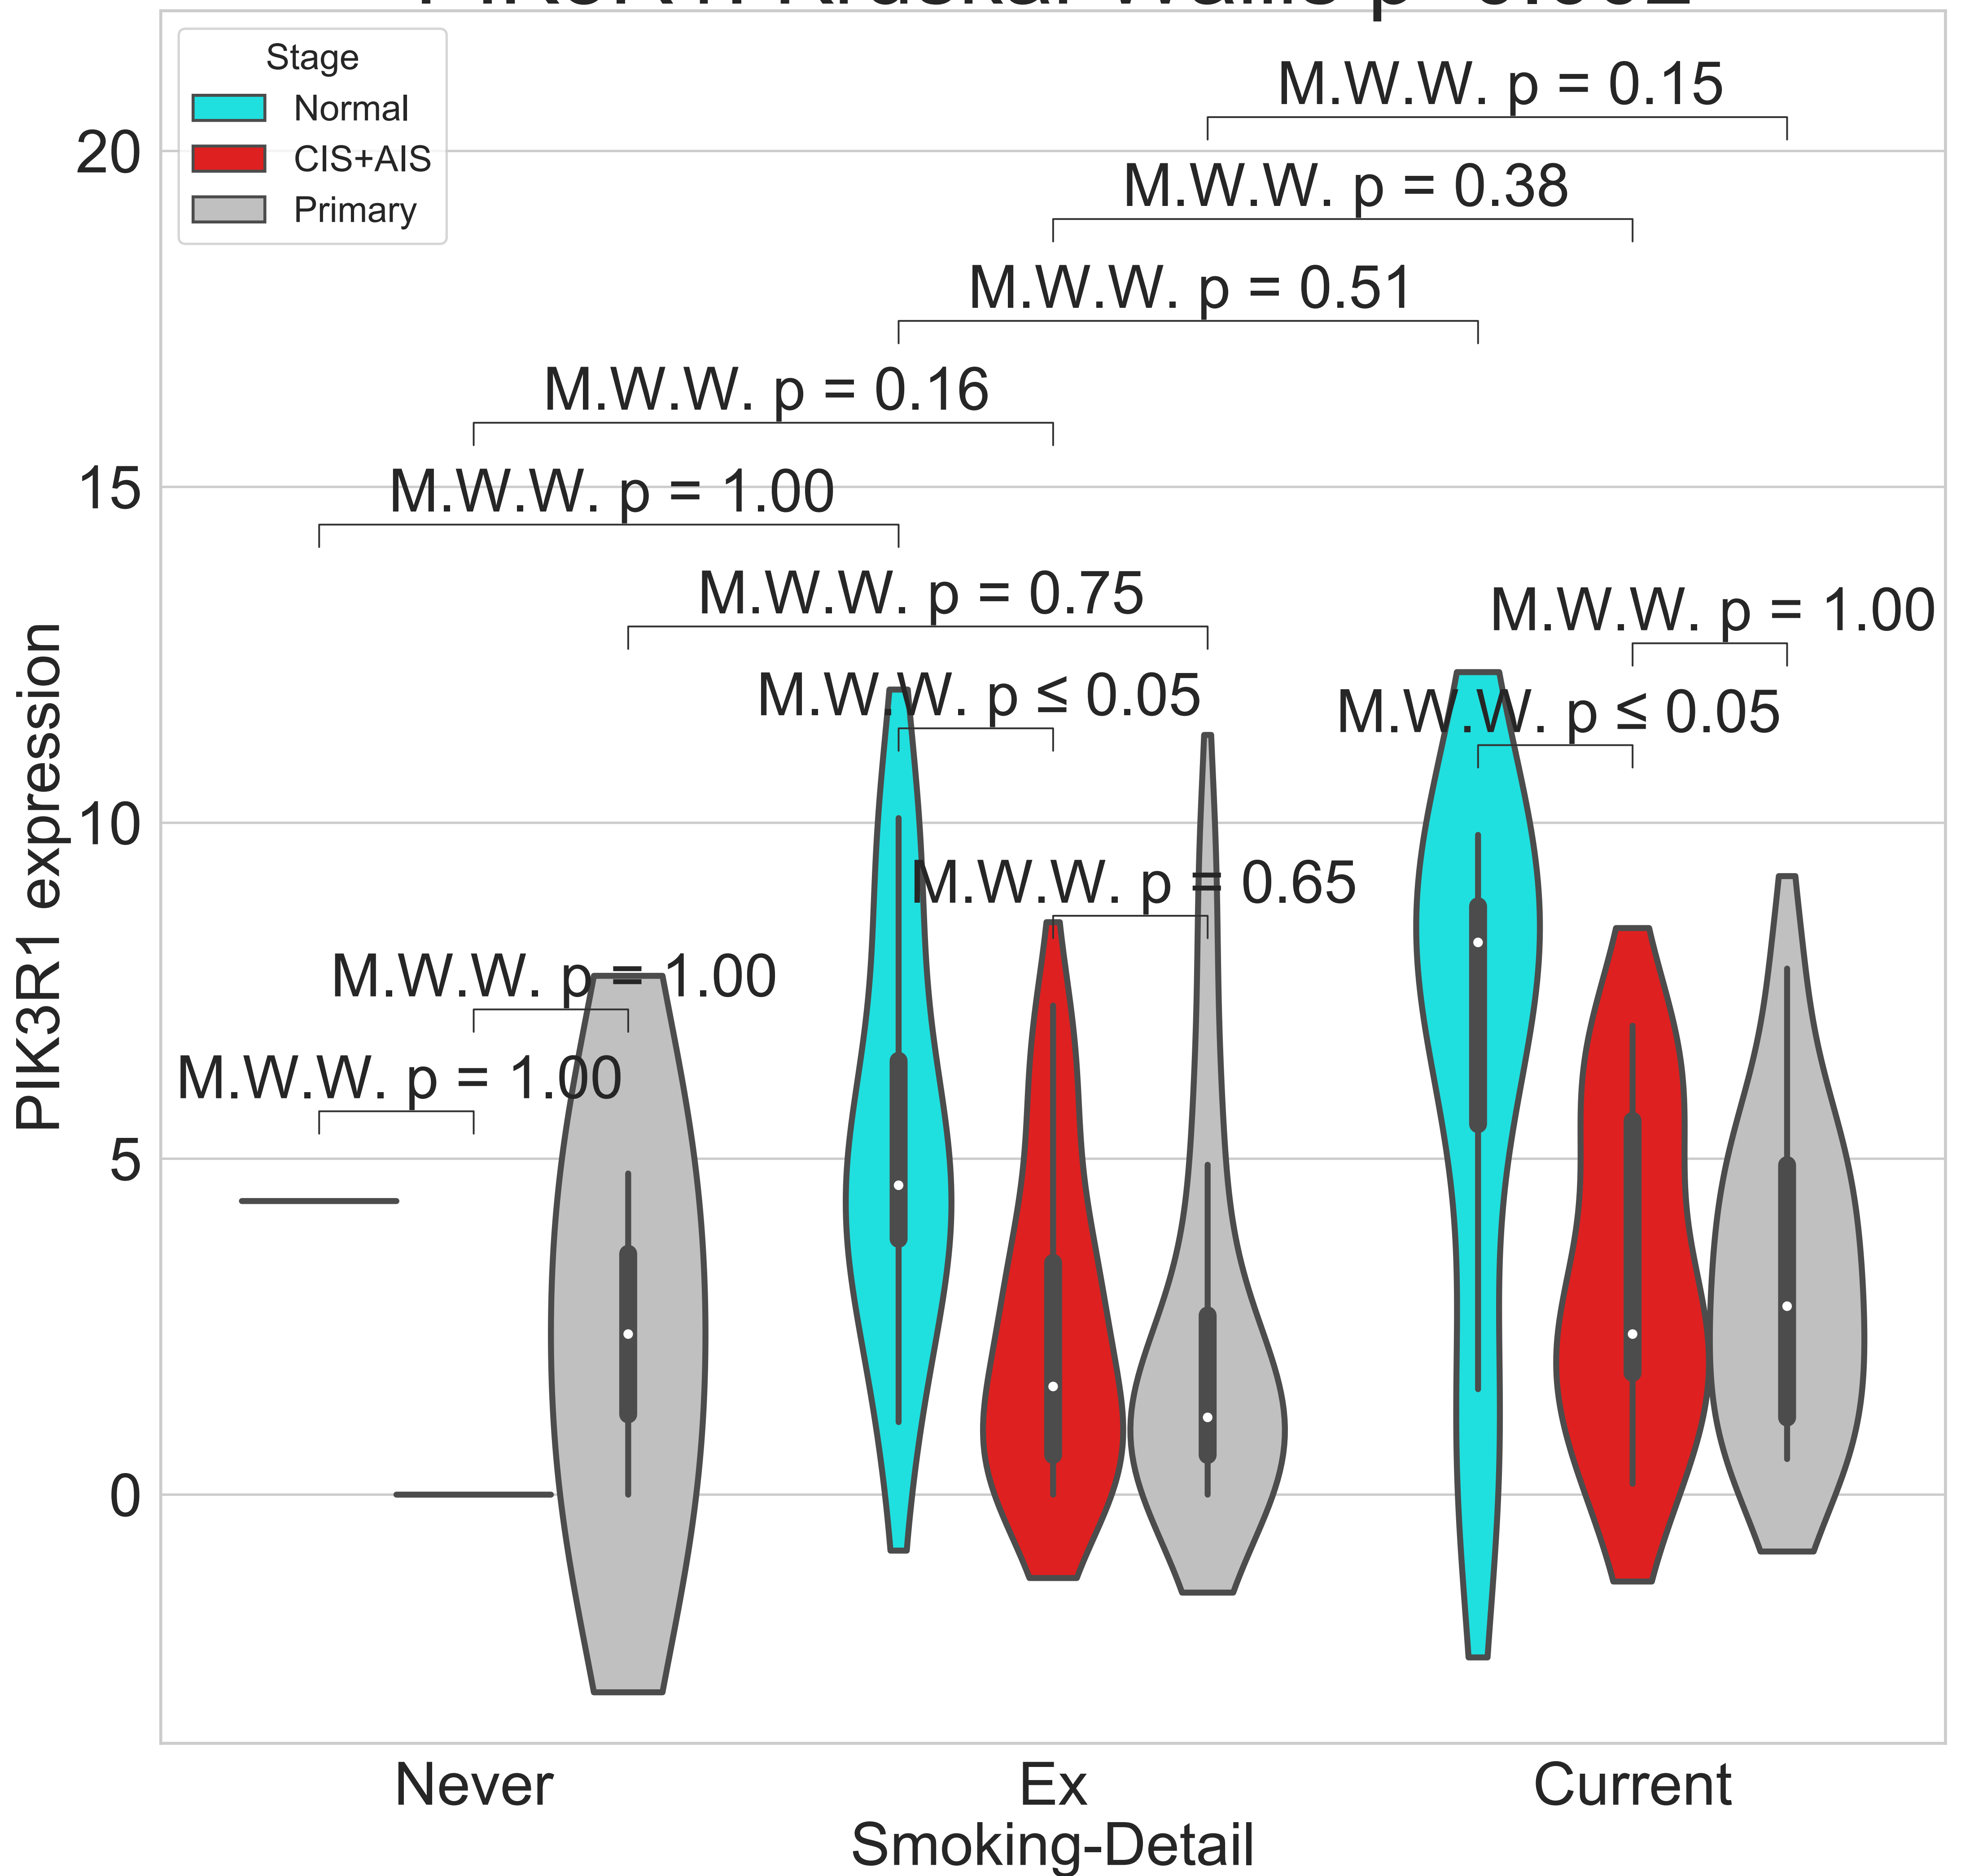 Stage
Normal
CIS+AIS
Primary
M.W.W. p = 0.15
M.W.W. p = 0.38
M.W.W. p = 0.51
M.W.W. p = 0.16
M.W.W. p = 1.00
M.W.W. p = 0.75
M.W.W. p = 1.00
M.W.W. p ≤ 0.05
M.W.W. p ≤ 0.05
M.W.W. p = 0.65
M.W.W. p = 1.00
M.W.W. p = 1.00
20
15
10
5
0
PIK3R1 expression
Never
Ex
Current
Smoking-Detail